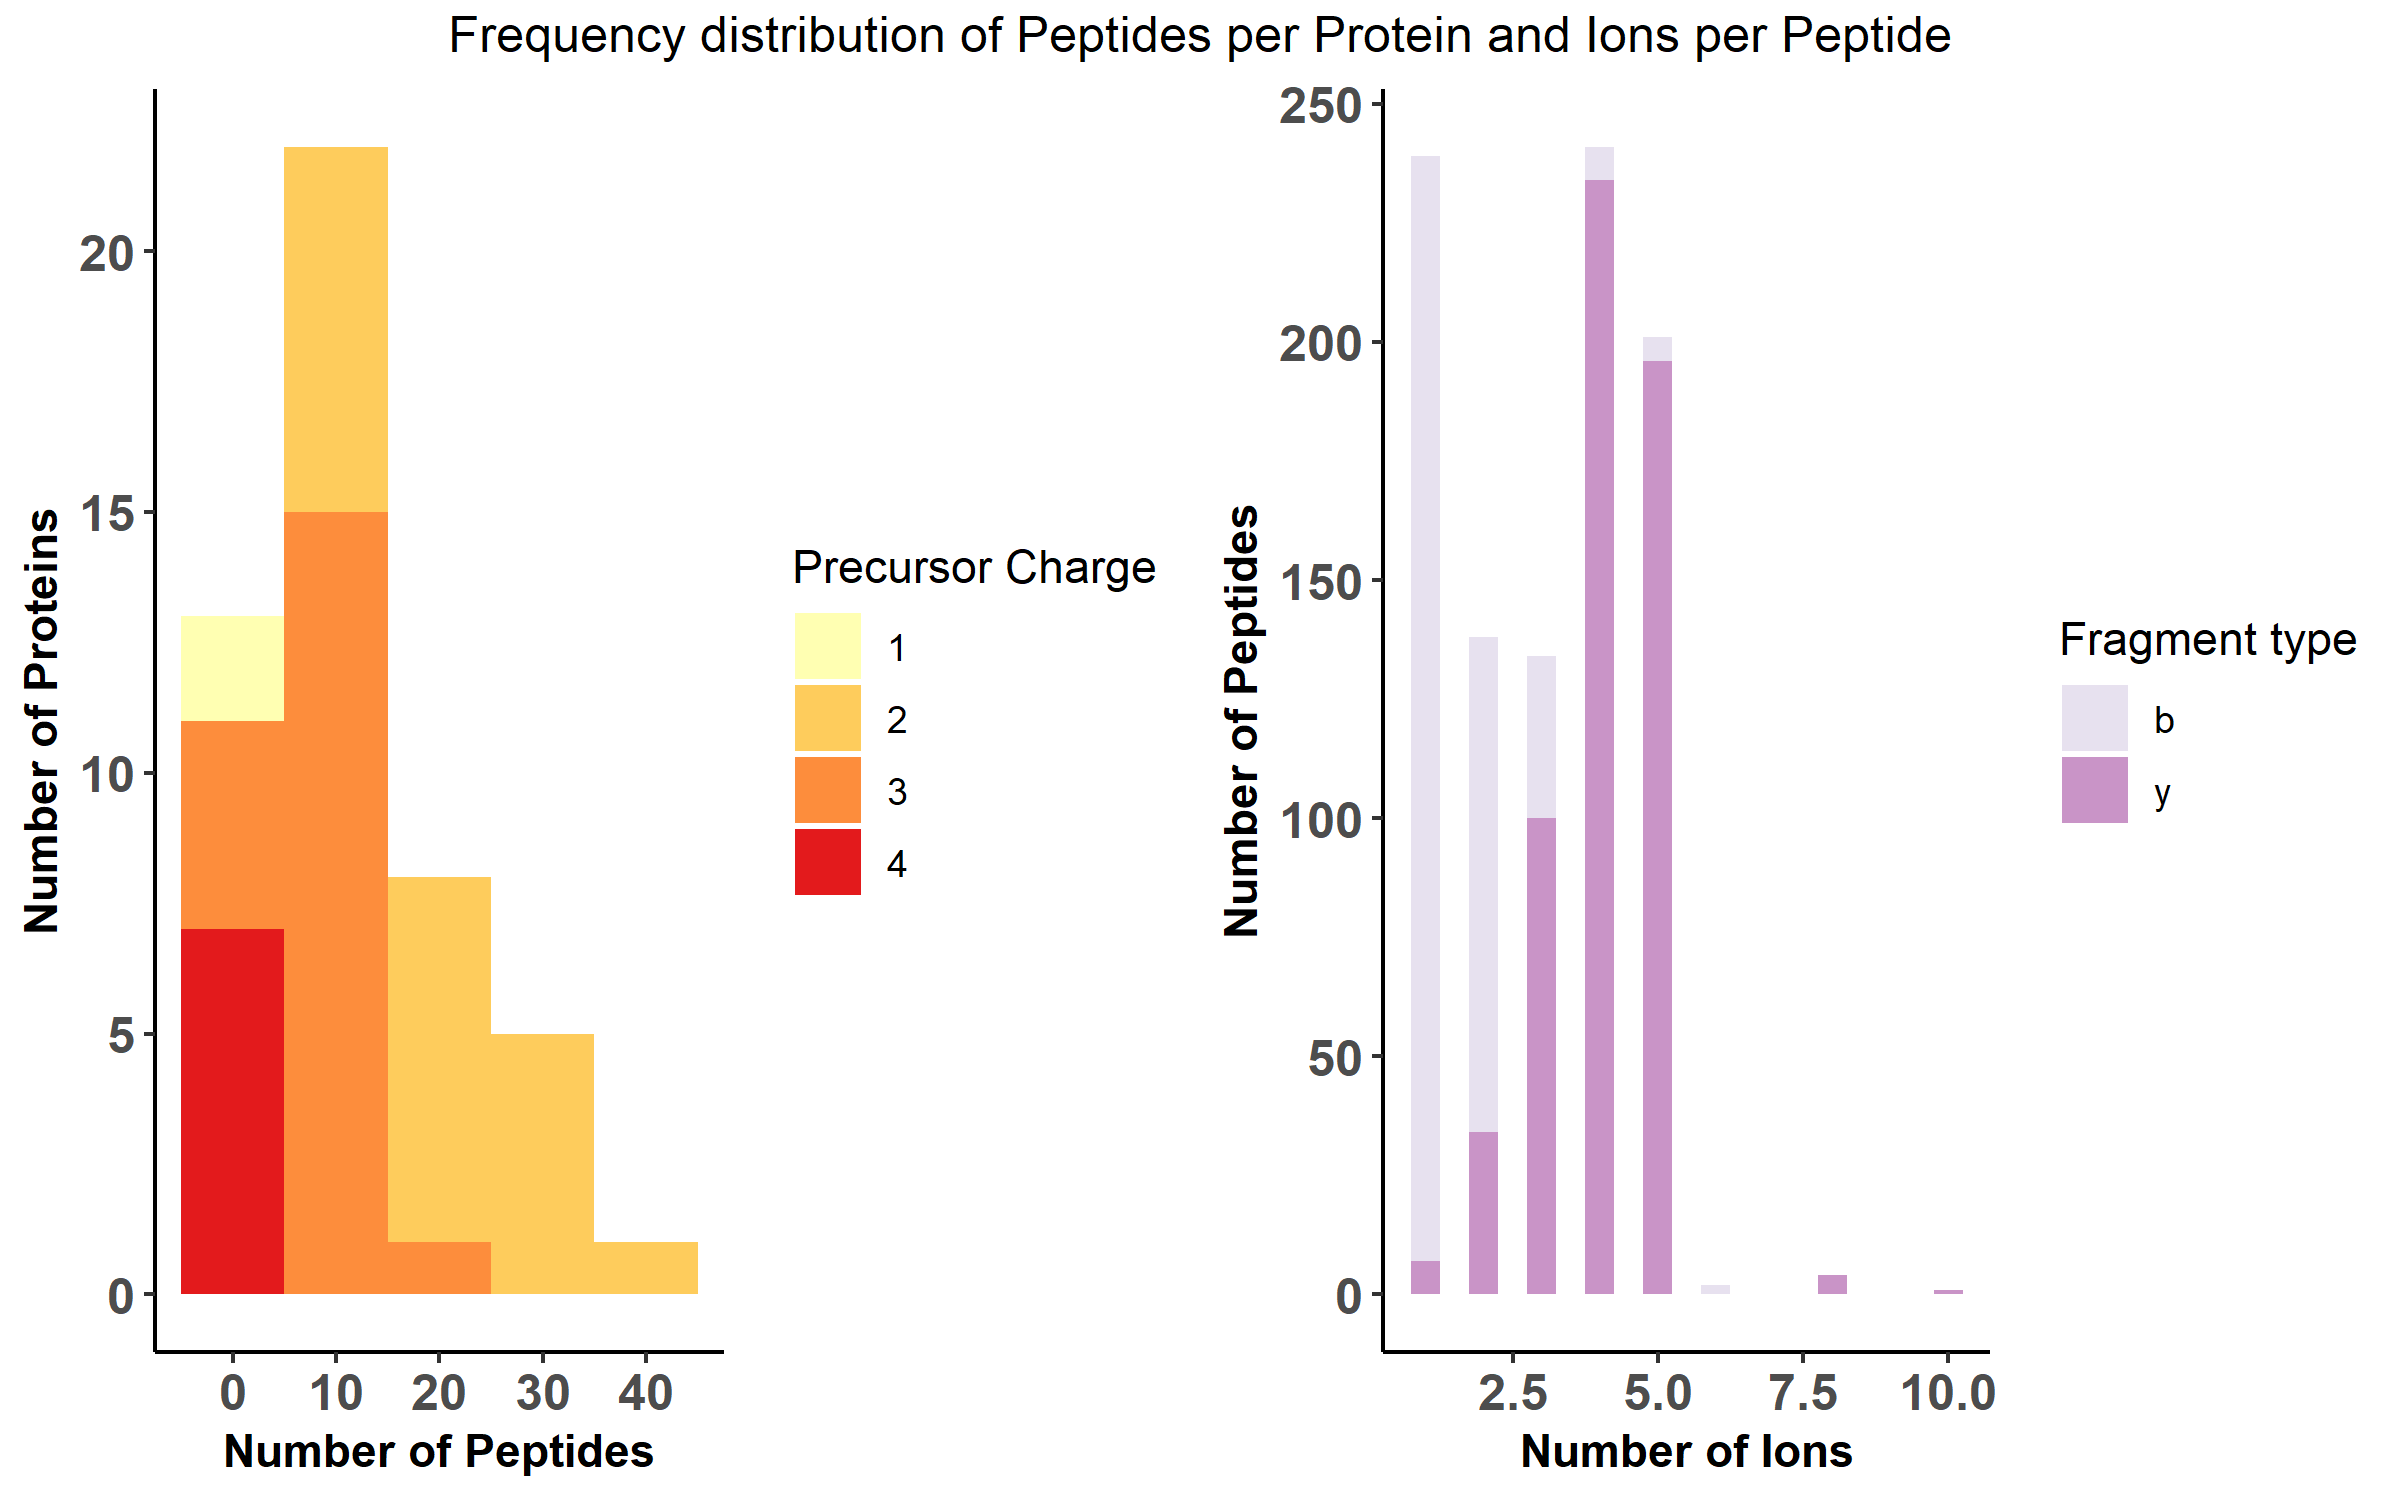 Frequency distribution of Peptides per Protein and Ions per Peptide
Number of Proteins
20
15
10
5
0
0 10 20 30 40
Number of Peptides
Precursor Charge
1
2
3
4
Number of Peptides
250
200
150
100
50
0
2.5 5.0 7.5 10.0
Number of Ions
Fragment type
b
y